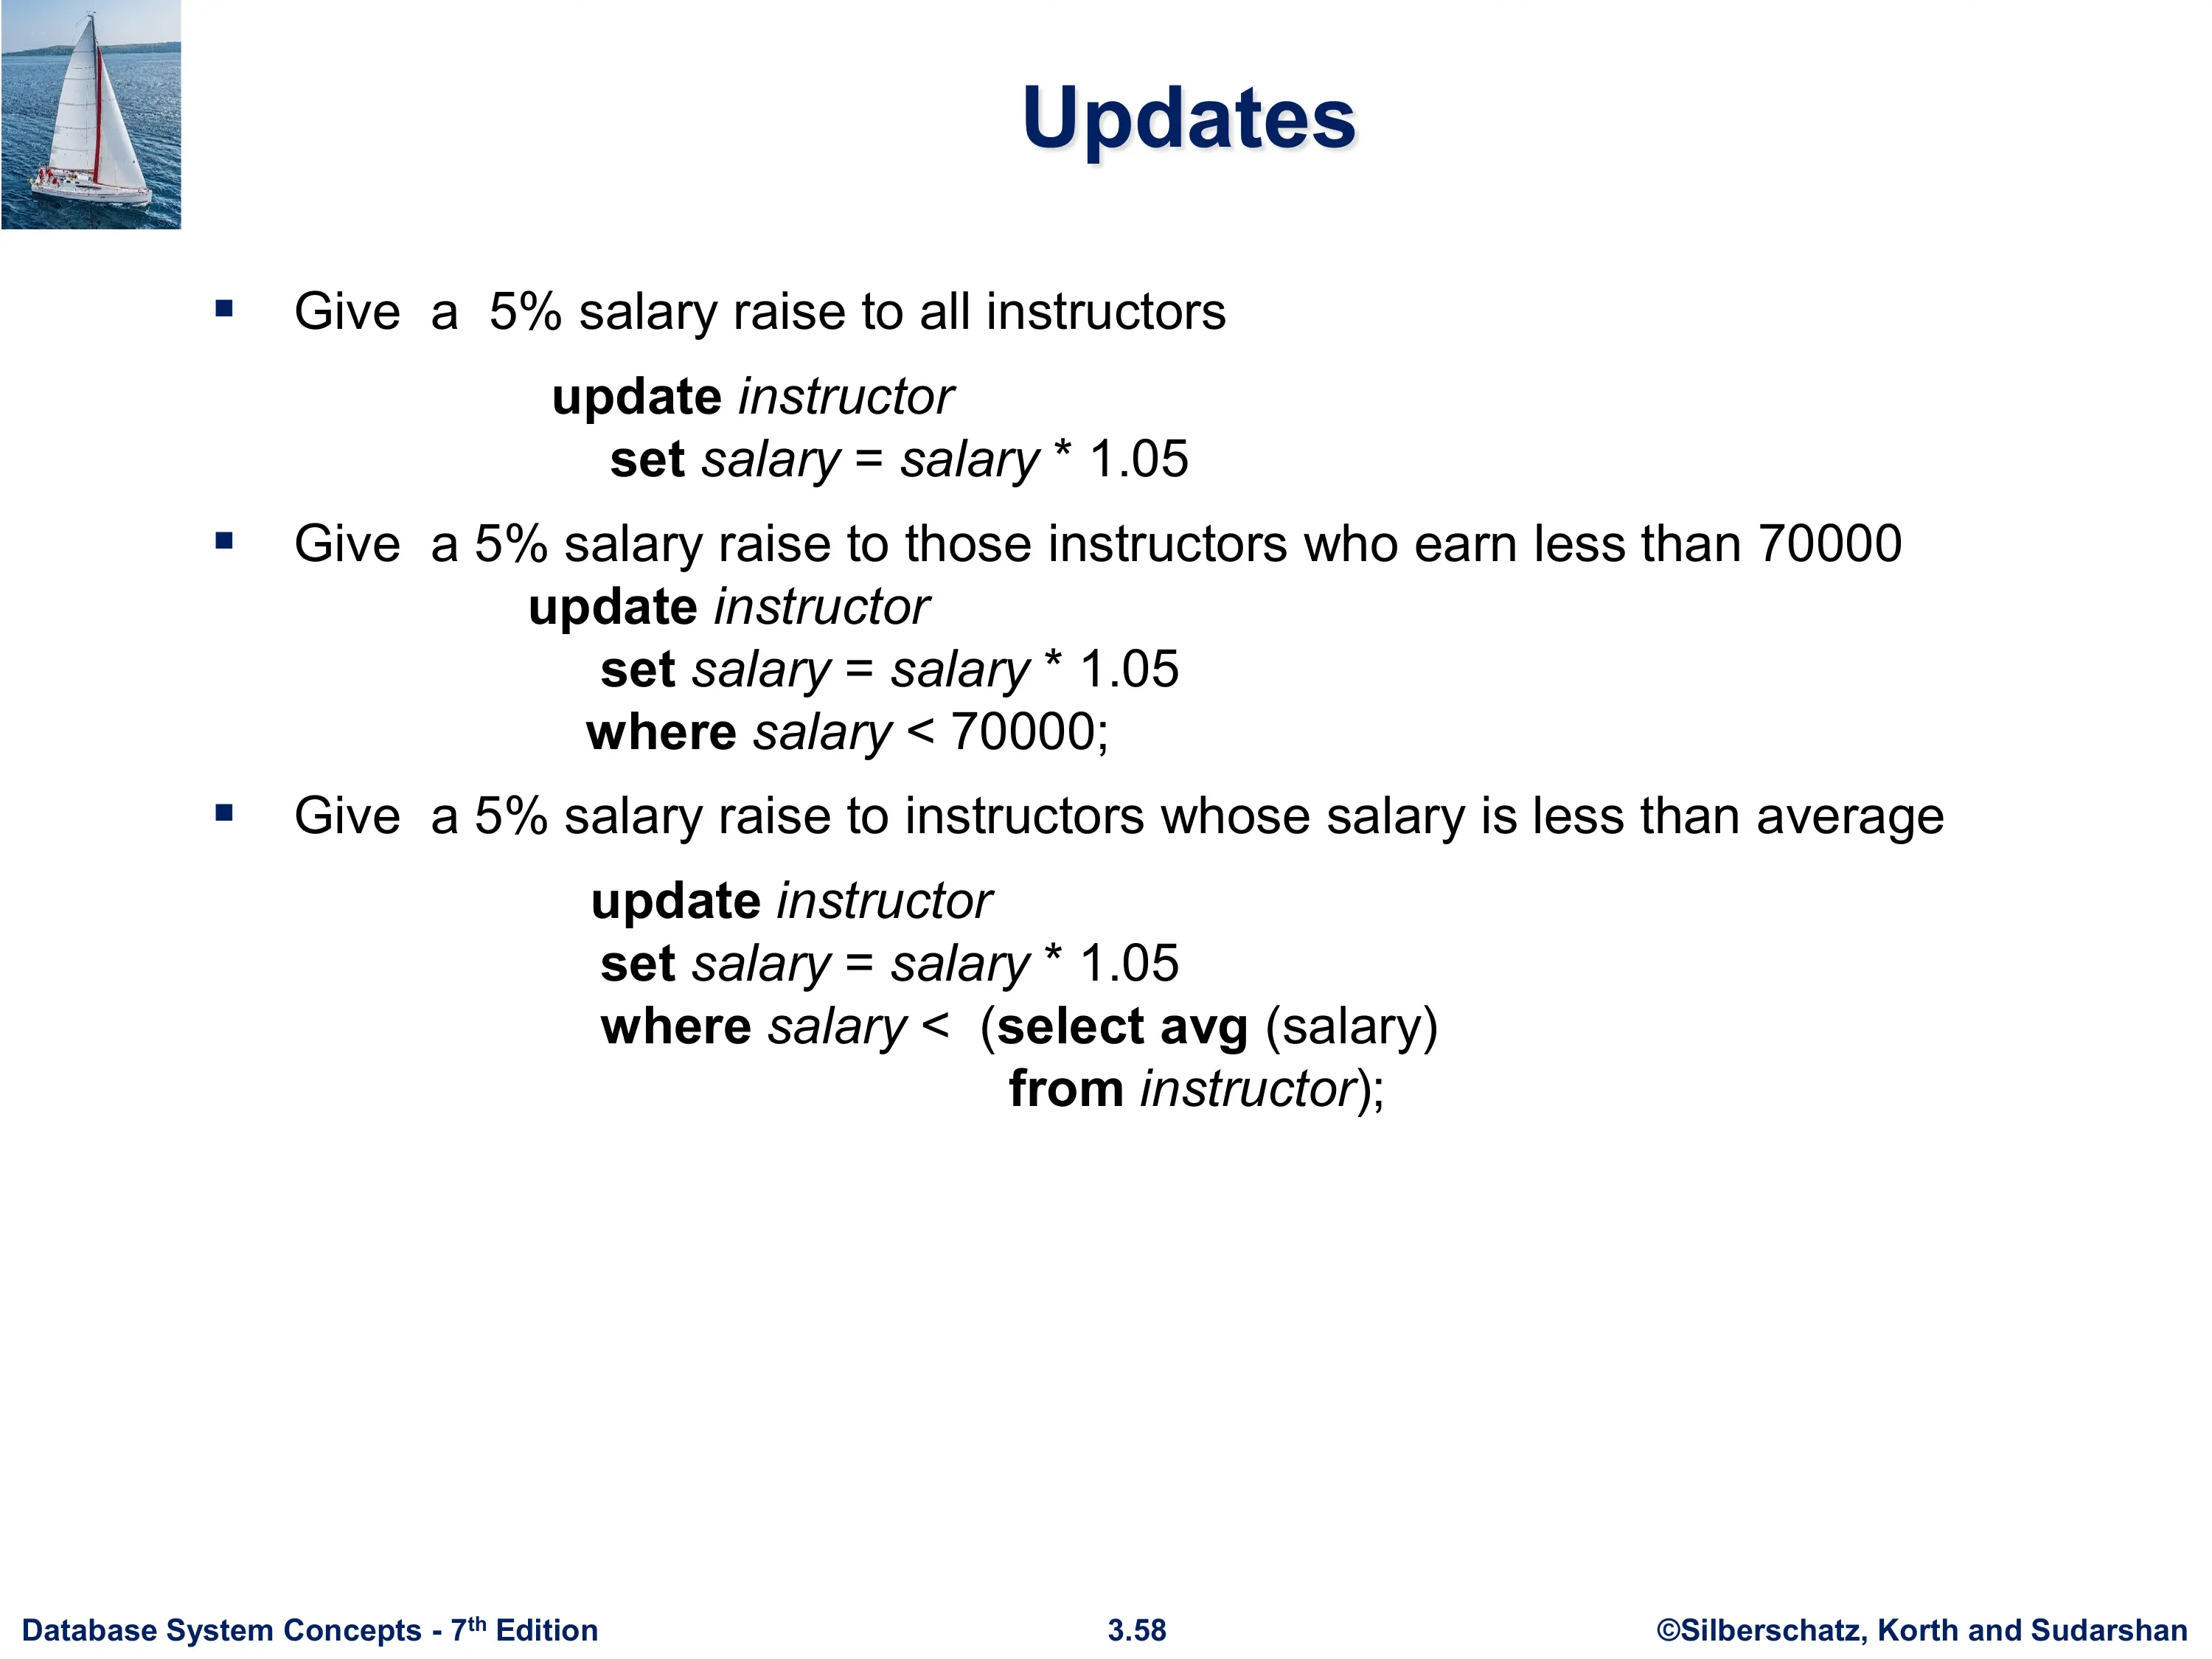 Updates
▪ Give a 5% salary raise to all instructors
update instructor
set salary = salary * 1.05
▪ Give a 5% salary raise to those instructors who earn less than 70000
update instructor
set salary = salary * 1.05
where salary < 70000;
▪ Give a 5% salary raise to instructors whose salary is less than average
update instructor
set salary = salary * 1.05
where salary < (select avg (salary)
from instructor);
Database System Concepts - 7th Edition 3.58 ©Silberschatz, Korth and Sudarshan